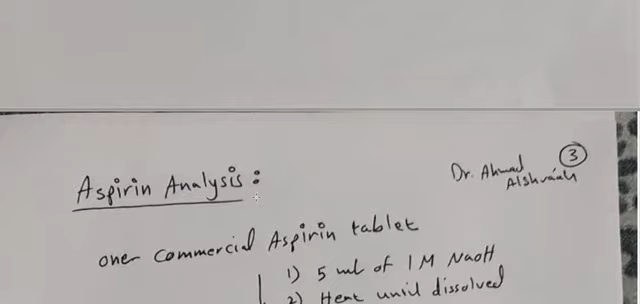 3
Dr. Ahmad
Aspirin Analysis:
one commercial Aspirin tablet
1) 5 ml of 1 M NaOH
2) Heat until dissolved